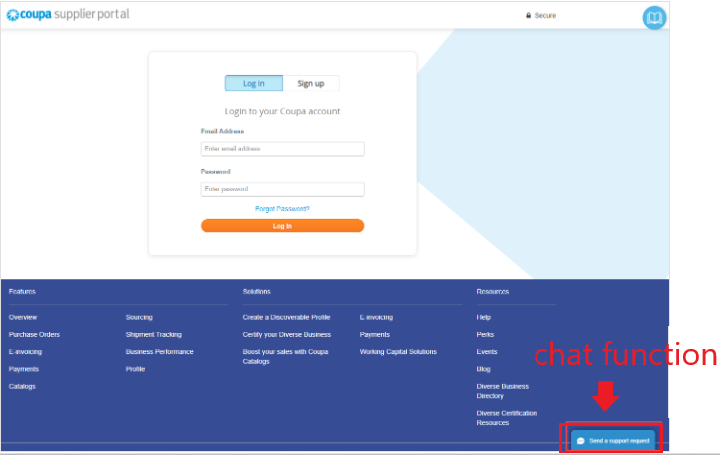 coupa supplier portal
Secure
Log in
Sign up
Login to your Coupa account
Email Address
Enter email address
Password
Enter password
Forgot Password?
Log In
Features
Overview
Purchase Orders
E-invoicing
Payments
Catalogs
Sourcing
Shipment Tracking
Business Performance
Profile
Solutions
Create a Discoverable Profile
Certify your Diverse Business
Boost your sales with Coupa
Catalogs
E-invoicing
Payments
Working Capital Solutions
Resources
Help
Perks
Events
Blog
Diverse Business
Directory
Diverse Certification
Resources
chat function
Send a support request